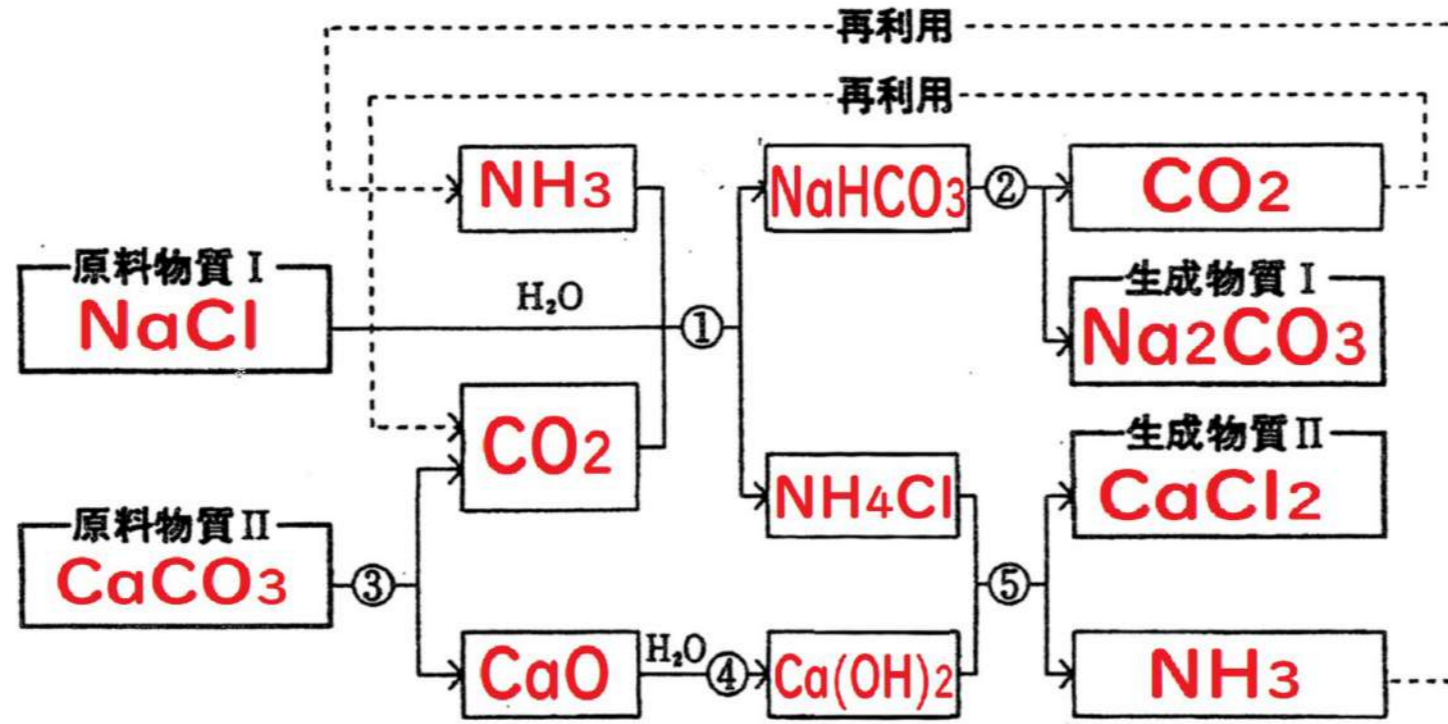 再利用
再利用
NH3
NaHCO3
②
CO2
原料物質Ⅰ
NaCl
H₂O
①
生成物質Ⅰ
Na2CO3
CO2
生成物質Ⅱ
CaCl2
NH4Cl
原料物質Ⅱ
CaCO3
③
⑤
CaO
H₂O
④
Ca(OH)2
NH3